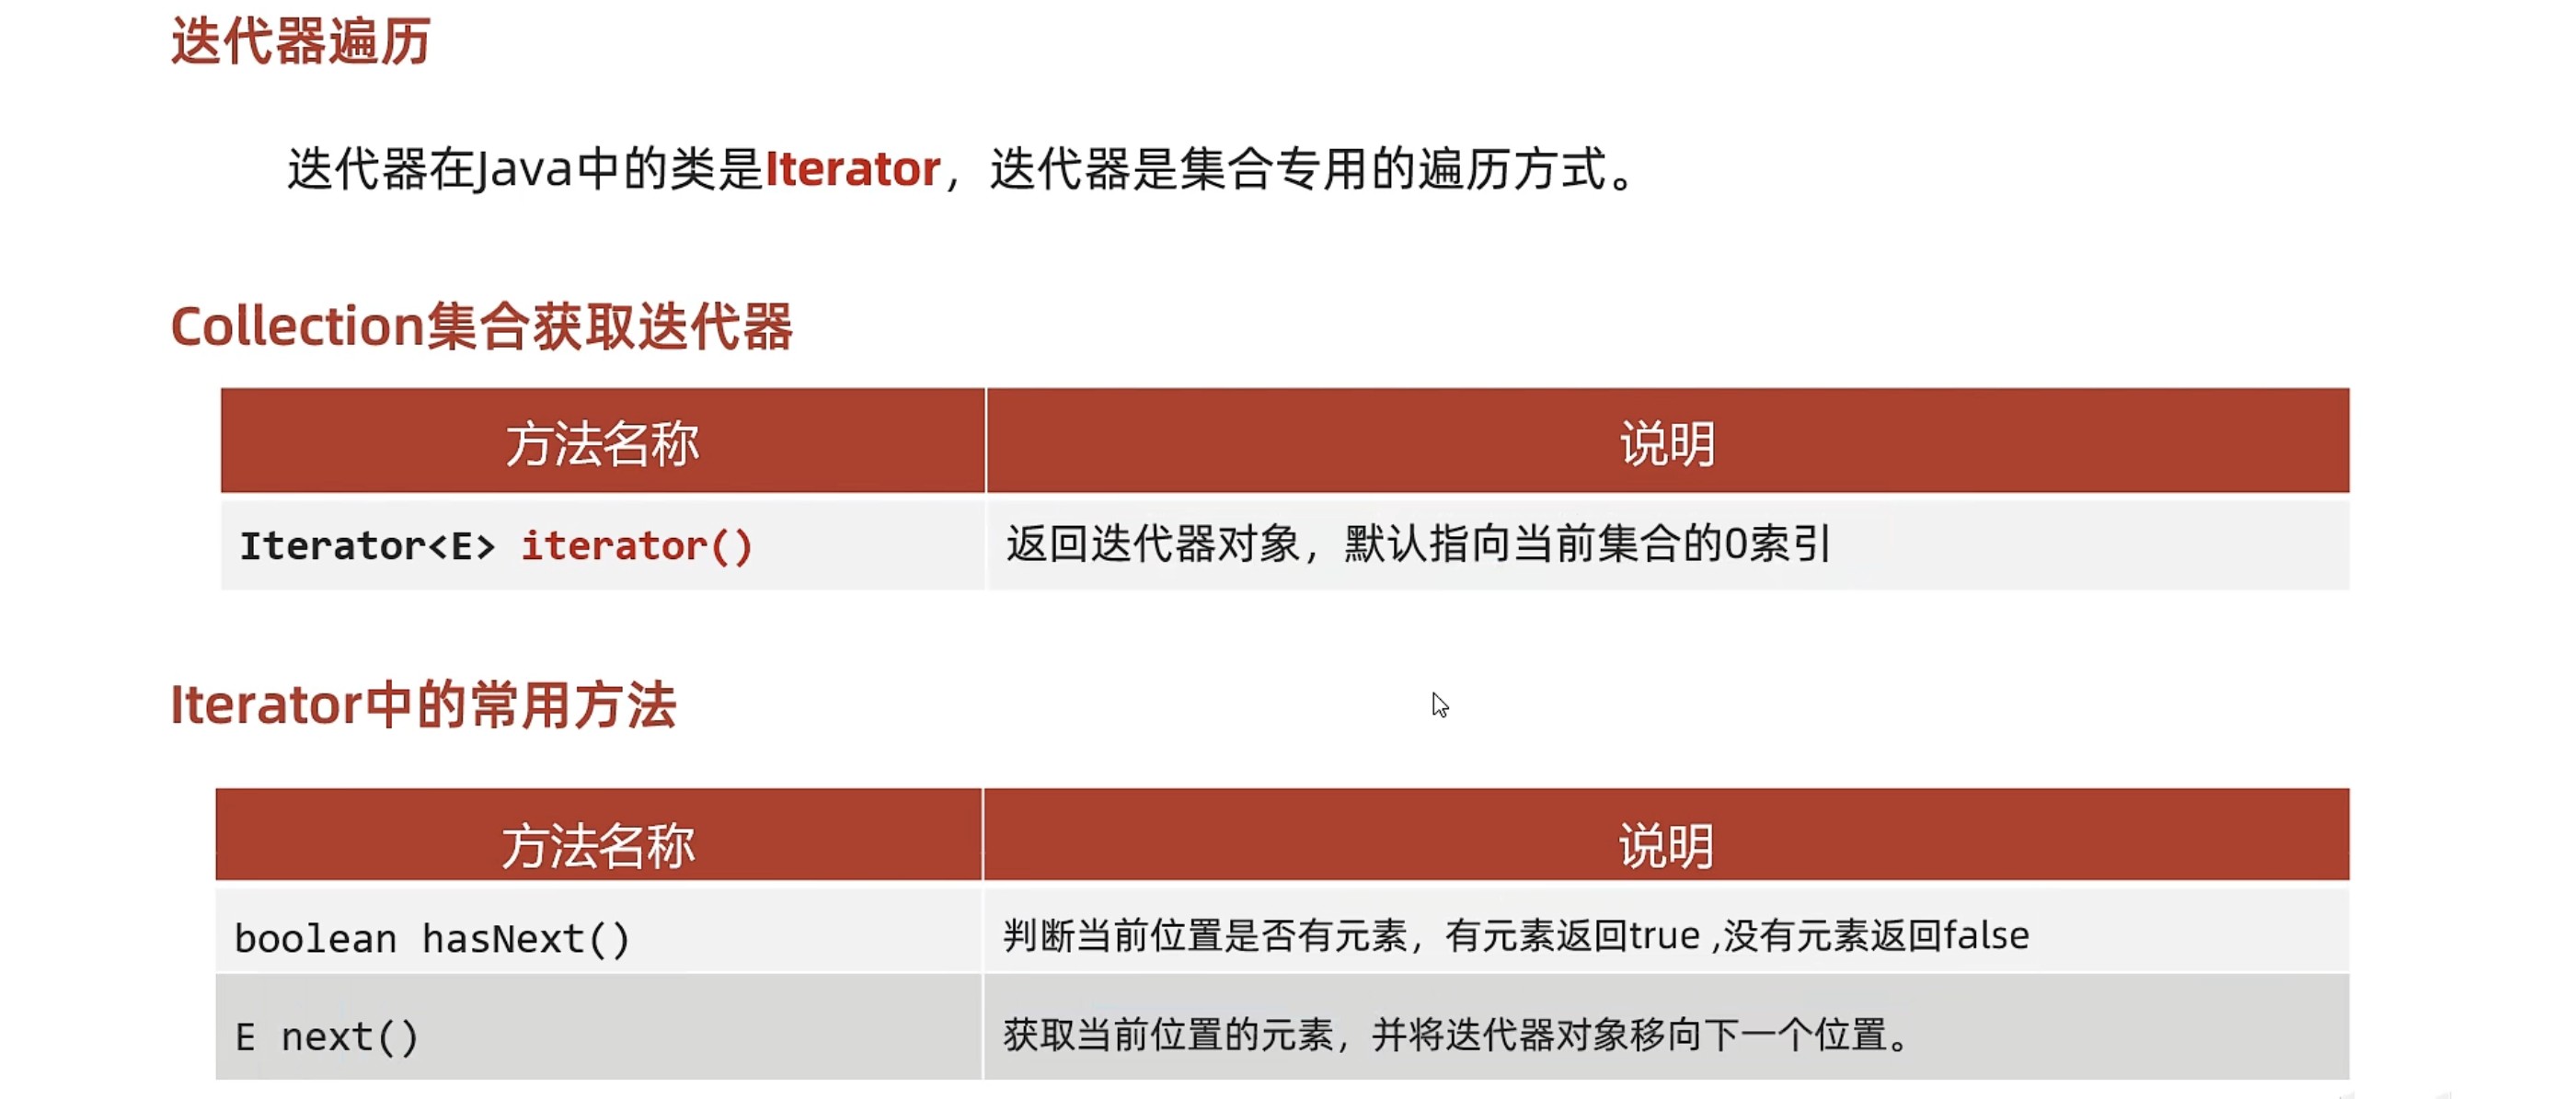 迭代器遍历
迭代器在Java中的类是Iterator，迭代器是集合专用的遍历方式。
Collection集合获取迭代器
方法名称 说明
Iterator<E> iterator() 返回迭代器对象，默认指向当前集合的0索引
Iterator中的常用方法
方法名称 说明
boolean hasNext() 判断当前位置是否有元素，有元素返回true ,没有元素返回false
E next() 获取当前位置的元素，并将迭代器对象移向下一个位置。